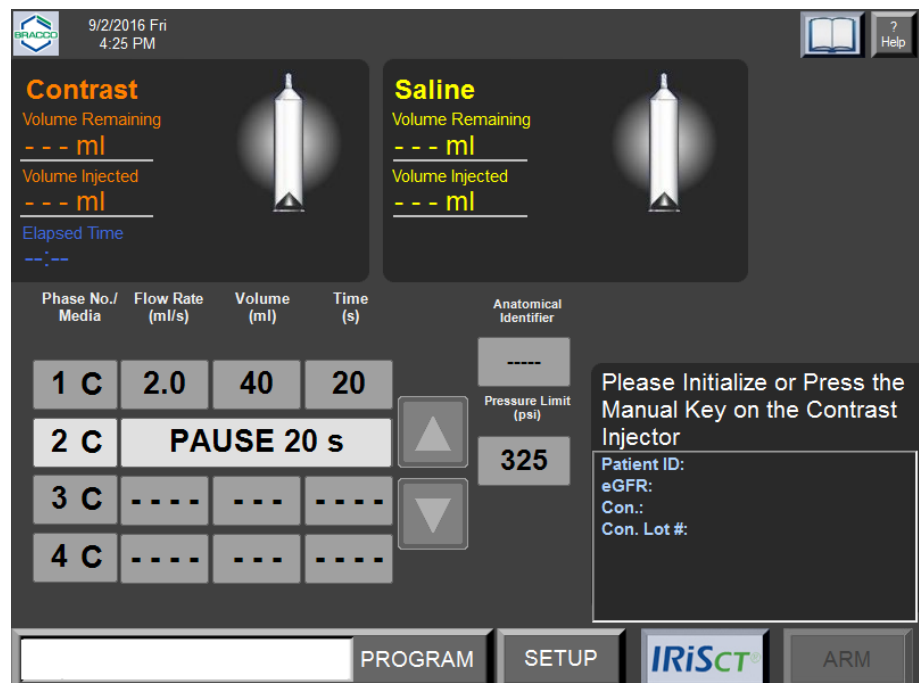 BRACCO
9/2/2016 Fri
4:25 PM
?
Help
Contrast
Volume Remaining
- - - ml
Volume Injected
- - - ml
Elapsed Time
--:--
Saline
Volume Remaining
- - - ml
Volume Injected
- - - ml
Phase No./ Flow Rate Volume Time
Media (ml/s) (ml) (s)
1 C 2.0 40 20
2 C PAUSE 20 s
3 C - - - - - - - - - - -
4 C - - - - - - - - - - -
Anatomical
Identifier
-----
Pressure Limit
(psi)
325
Please Initialize or Press the
Manual Key on the Contrast
Injector
Patient ID:
eGFR:
Con.:
Con. Lot #:
PROGRAM SETUP IRiSCT® ARM